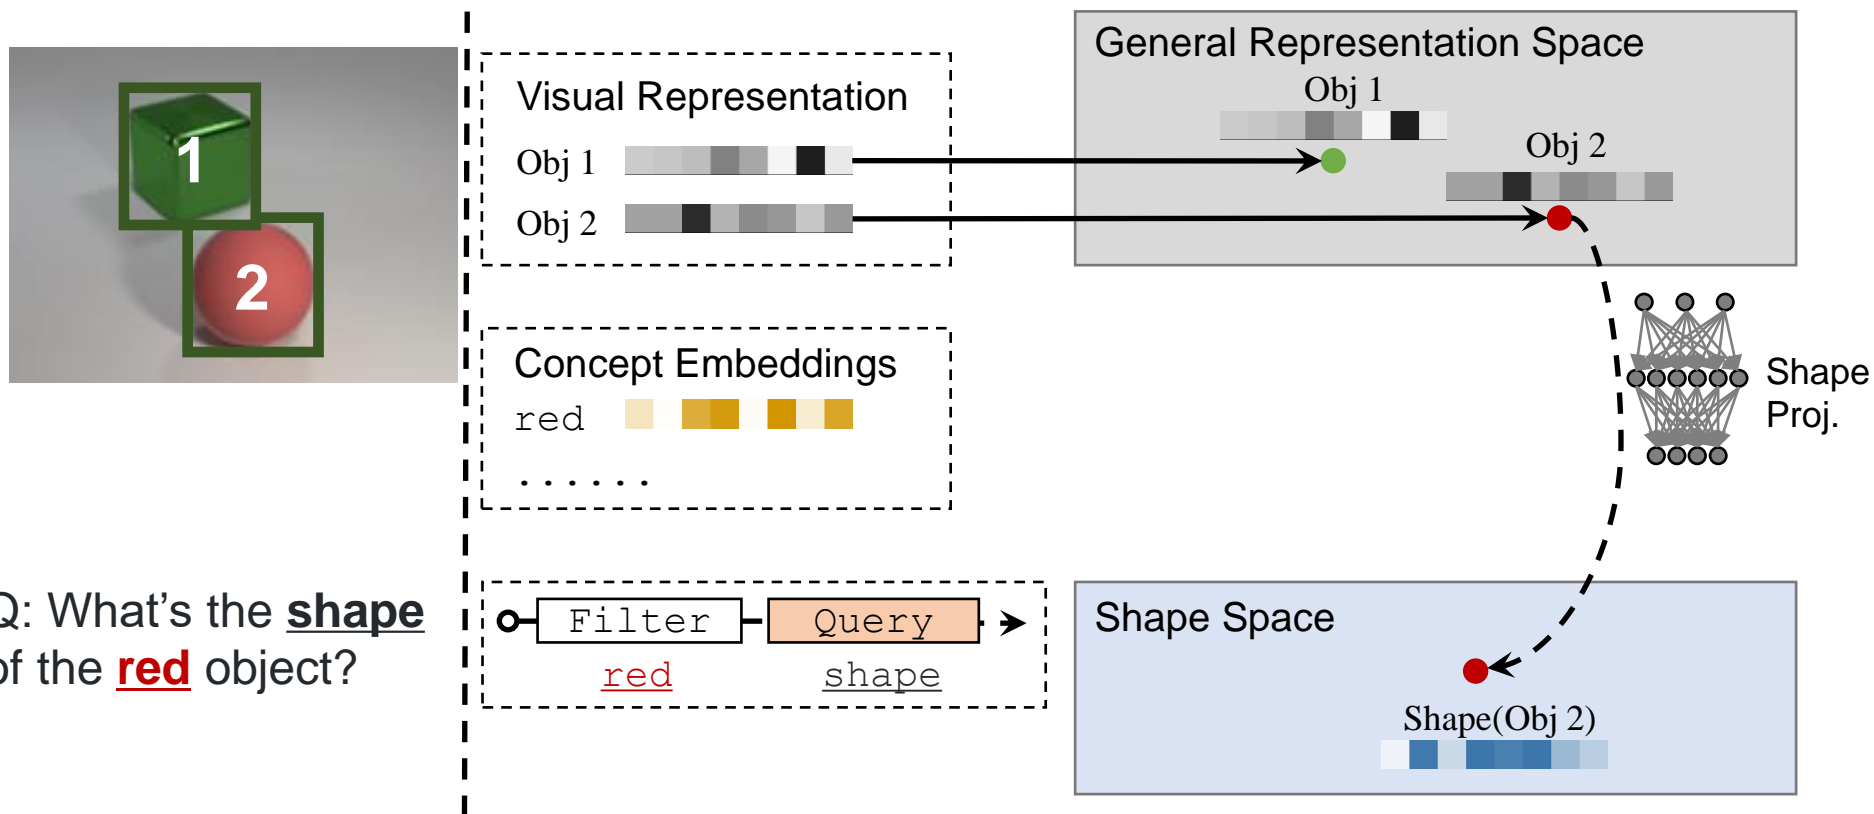 1
2
Q: What's the shape
of the red object?
Visual Representation
Obj 1
Obj 2
Concept Embeddings
red
......
Filter
Query
red
shape
General Representation Space
Obj 1
Obj 2
Shape
Proj.
Shape Space
Shape(Obj 2)